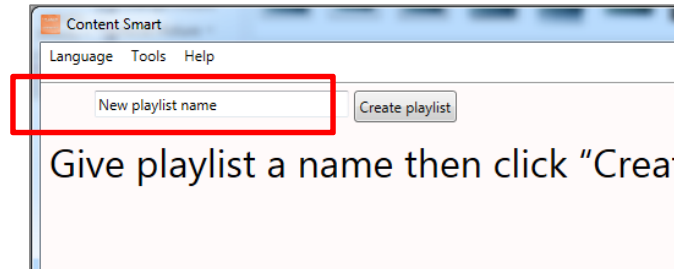 Content Smart
Language Tools Help
New playlist name Create playlist
Give playlist a name then click “Creat